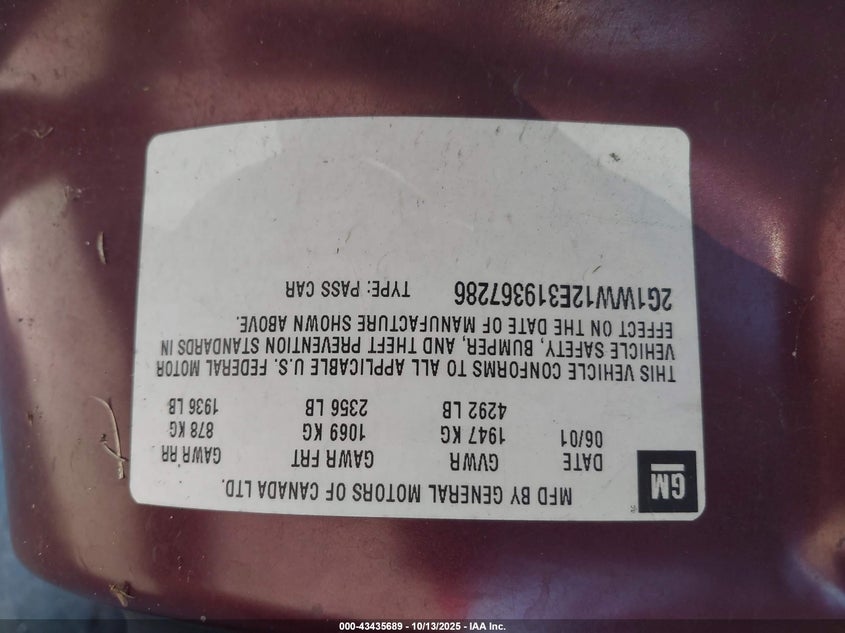 GM
MFD BY GENERAL MOTORS OF CANADA LTD.
DATE GVWR GAWR FRT GAWR RR
06/01 1947 KG 1069 KG 878 KG
4292 LB 2356 LB 1936 LB
THIS VEHICLE CONFORMS TO ALL APPLICABLE U.S. FEDERAL MOTOR
VEHICLE SAFETY, BUMPER, AND THEFT PREVENTION STANDARDS IN
EFFECT ON THE DATE OF MANUFACTURE SHOWN ABOVE.
2G1WW12E319367286 TYPE: PASS CAR
000-43435689 - 10/13/2025 - IAA Inc.